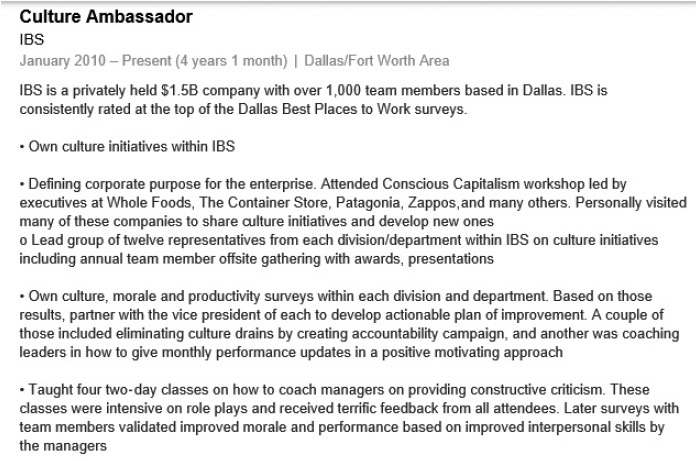 Culture Ambassador
IBS
January 2010 – Present (4 years 1 month) | Dallas/Fort Worth Area
IBS is a privately held $1.5B company with over 1,000 team members based in Dallas. IBS is
consistently rated at the top of the Dallas Best Places to Work surveys.
• Own culture initiatives within IBS
• Defining corporate purpose for the enterprise. Attended Conscious Capitalism workshop led by
executives at Whole Foods, The Container Store, Patagonia, Zappos,and many others. Personally visited
many of these companies to share culture initiatives and develop new ones
o Lead group of twelve representatives from each division/department within IBS on culture initiatives
including annual team member offsite gathering with awards, presentations
• Own culture, morale and productivity surveys within each division and department. Based on those
results, partner with the vice president of each to develop actionable plan of improvement. A couple of
those included eliminating culture drains by creating accountability campaign, and another was coaching
leaders in how to give monthly performance updates in a positive motivating approach
• Taught four two-day classes on how to coach managers on providing constructive criticism. These
classes were intensive on role plays and received terrific feedback from all attendees. Later surveys with
team members validated improved morale and performance based on improved interpersonal skills by
the managers